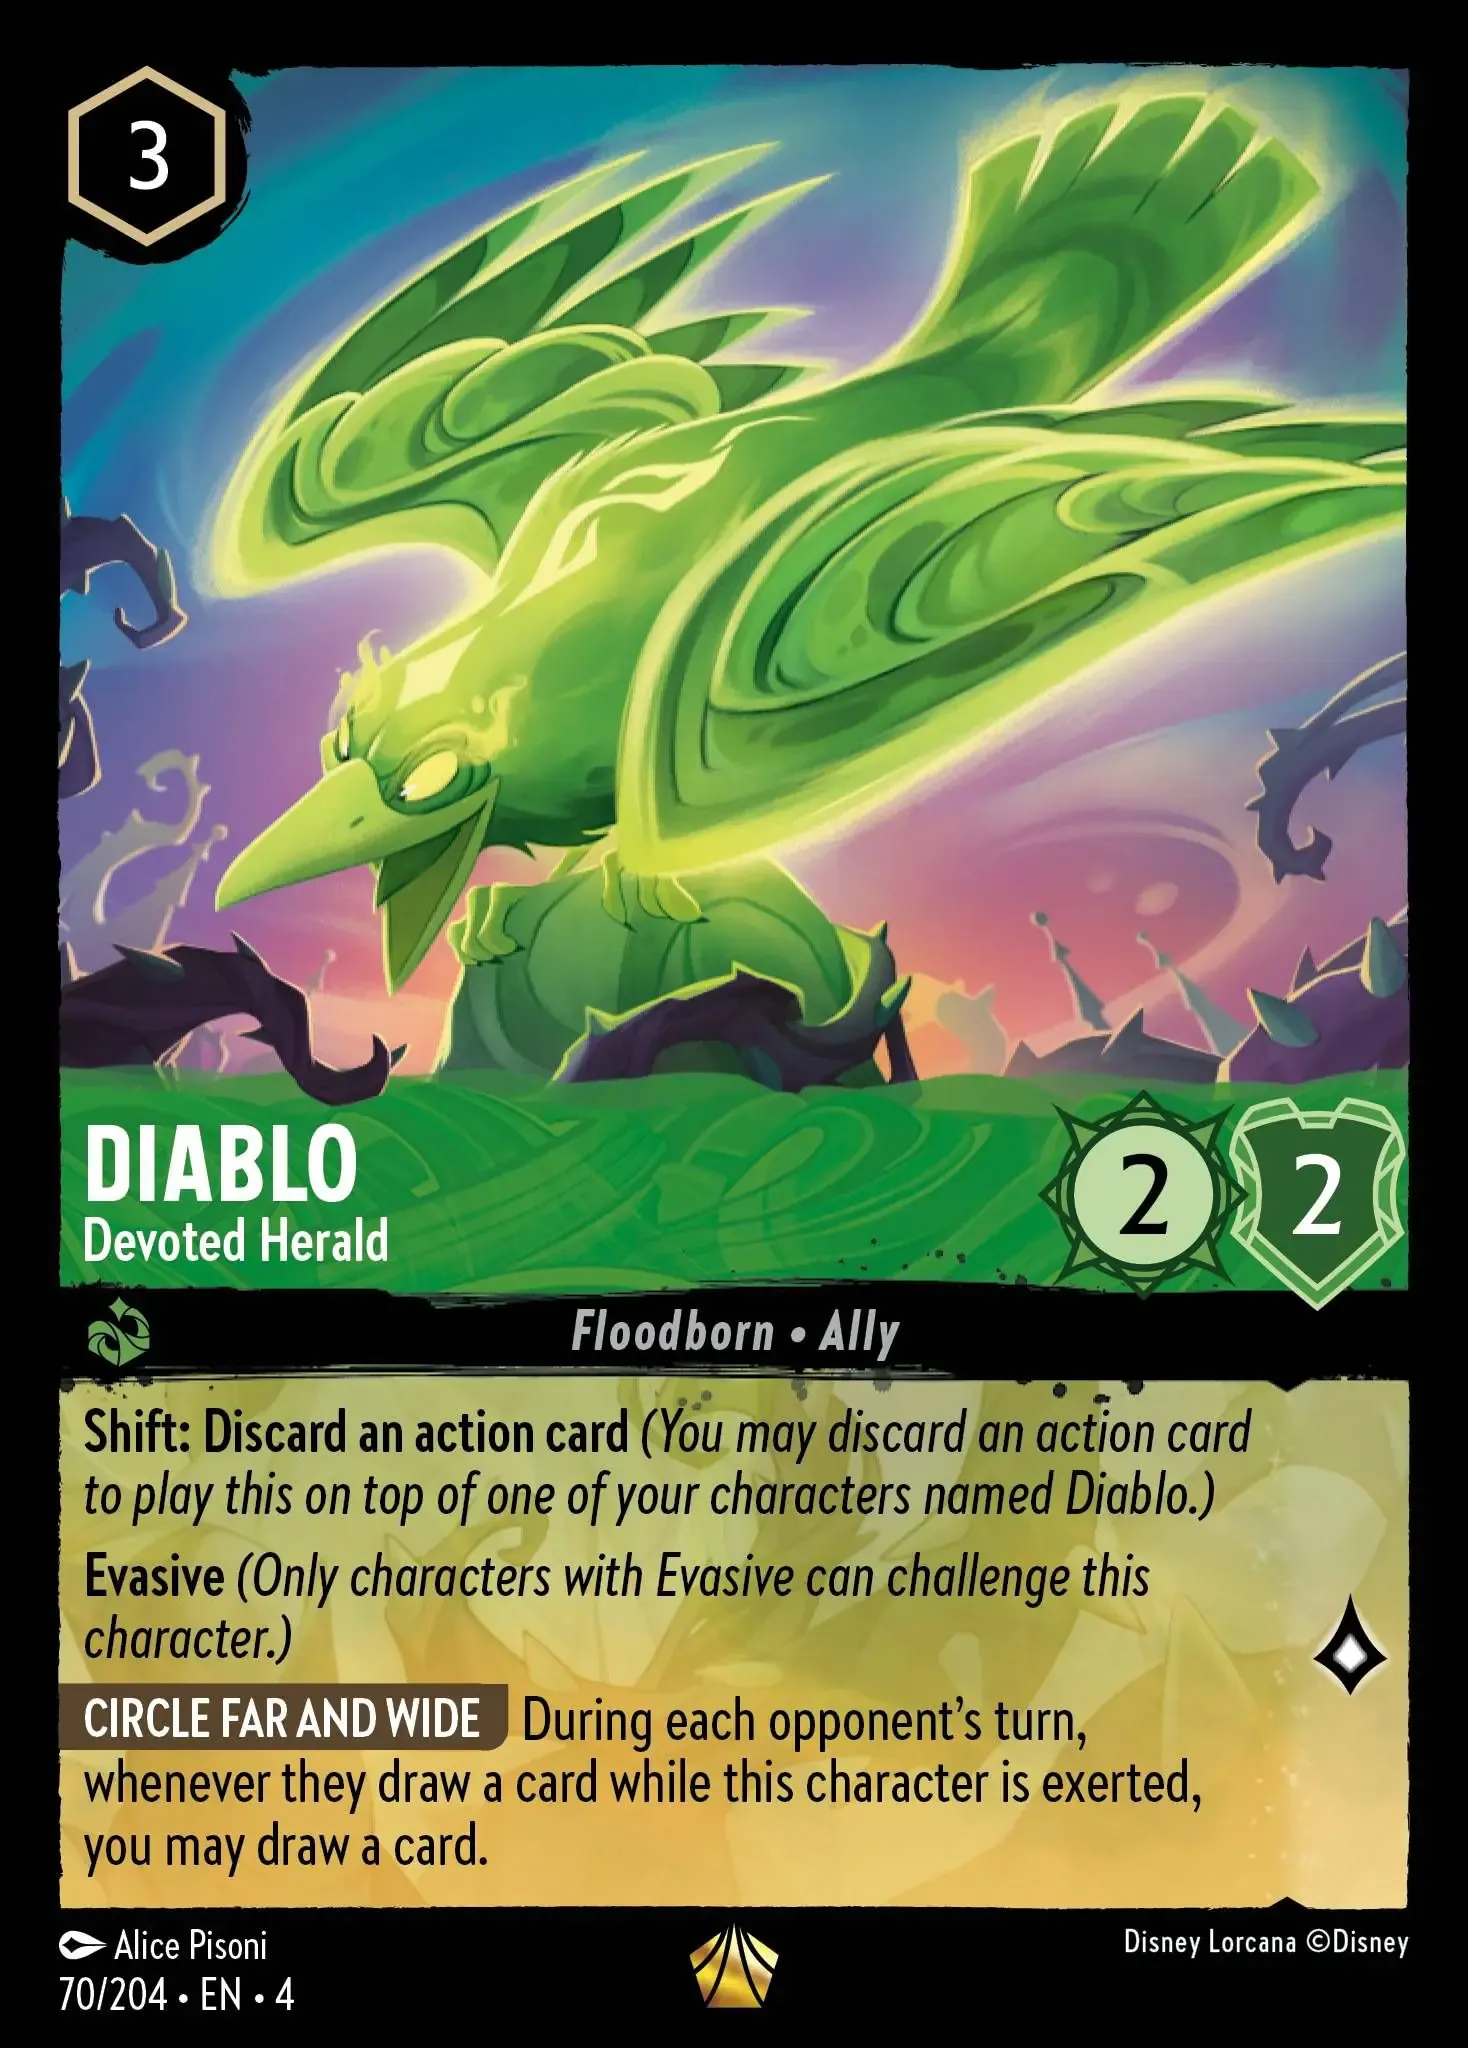 3
DIABLO
Devoted Herald
2
2
Floodborn • Ally
Shift: Discard an action card (You may discard an action card
to play this on top of one of your characters named Diablo.)
Evasive (Only characters with Evasive can challenge this
character.)
CIRCLE FAR AND WIDE During each opponent’s turn,
whenever they draw a card while this character is exerted,
you may draw a card.
Alice Pisoni
70/204 • EN • 4
Disney Lorcana ©Disney